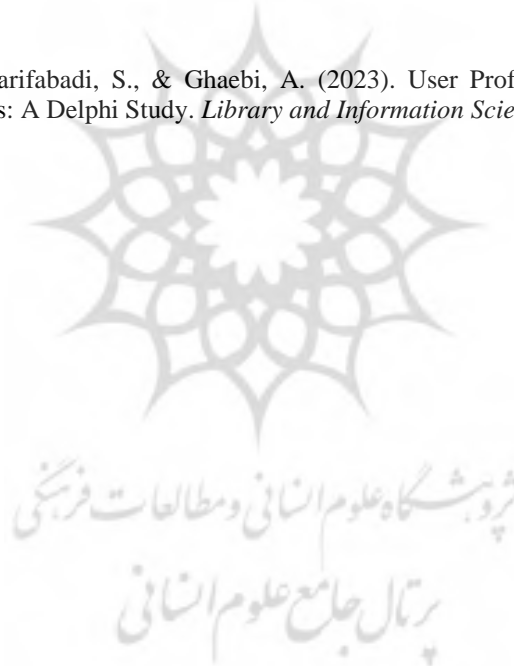 arifabadi, S., & Ghaebi, A. (2023). User Prof
s: A Delphi Study. Library and Information Scie
پژوهشگاه علوم انسانی و مطالعات فرهنگی
پرتال جامع علوم انسانی